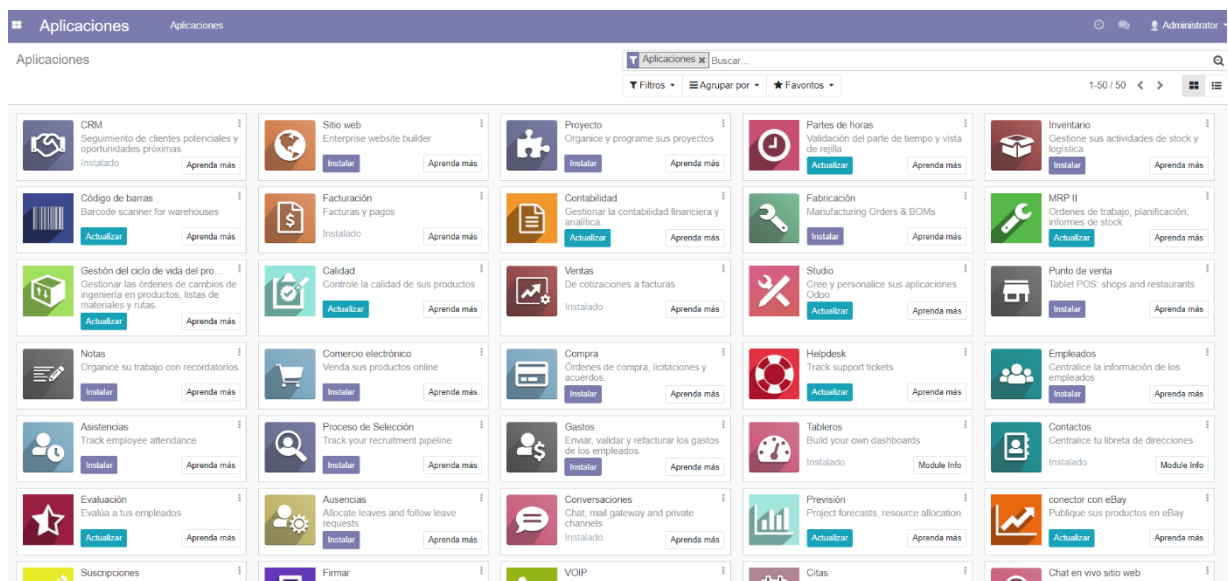 Aplicaciones Aplicaciones Administrator
Aplicaciones
Aplicaciones Buscar...
Filtros Agrupar por Favoritos 1-50 / 50
CRM
Seguimiento de clientes potenciales y
oportunidades próximas
Instalado Aprenda más
Sitio web
Enterprise website builder
Instalar Aprenda más
Proyecto
Organice y programe sus proyectos
Instalar Aprenda más
Partes de horas
Validación del parte de tiempo y vista
de rejilla
Actualizar Aprenda más
Inventario
Gestione sus actividades de stock y
logística.
Instalar Aprenda más
Código de barras
Barcode scanner for warehouses
Actualizar Aprenda más
Facturación
Facturas y pagos
Instalado Aprenda más
Contabilidad
Gestionar la contabilidad financiera y
analítica
Actualizar Aprenda más
Fabricación
Manufacturing Orders & BOMs
Instalar Aprenda más
MRP II
Ordenes de trabajo, planificación,
informes de stock
Actualizar Aprenda más
Gestión del ciclo de vida del pro...
Gestionar las órdenes de cambios de
ingeniería en productos, listas de
materiales y rutas.
Actualizar Aprenda más
Calidad
Controle la calidad de sus productos
Actualizar Aprenda más
Ventas
De cotizaciones a facturas
Instalado Aprenda más
Studio
Cree y personalice sus aplicaciones
Odoo
Actualizar Aprenda más
Punto de venta
Tablet POS: shops and restaurants
Instalar Aprenda más
Notas
Organice su trabajo con recordatorios
Instalar Aprenda más
Comercio electrónico
Venda sus productos online
Instalar Aprenda más
Compra
Órdenes de compra, licitaciones y
acuerdos.
Instalar Aprenda más
Helpdesk
Track support tickets
Actualizar Aprenda más
Empleados
Centralice la información de los
empleados
Instalar Aprenda más
Asistencias
Track employee attendance
Instalar Aprenda más
Proceso de Selección
Track your recruitment pipeline
Instalar Aprenda más
Gastos
Enviar, validar y refacturar los gastos
de los empleados.
Instalar Aprenda más
Tableros
Build your own dashboards
Instalado Module Info
Contactos
Centralice tu libreta de direcciones
Instalado Module Info
Evaluación
Evalúa a tus empleados
Actualizar Aprenda más
Ausencias
Allocate leaves and follow leave
requests
Instalar Aprenda más
Conversaciones
Chat, mail gateway and private
channels
Instalado Aprenda más
Previsión
Project forecasts, resource allocation
Actualizar Aprenda más
conector con eBay
Publique sus productos en eBay
Actualizar Aprenda más
Suscripciones
Firmar
VOIP
Citas
Chat en vivo sitio web